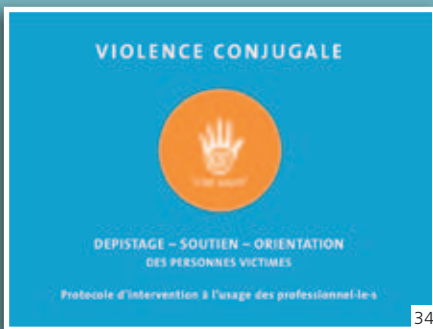 VIOLENCE CONJUGALE
DEPISTAGE – SOUTIEN – ORIENTATION
DES PERSONNES VICTIMES
Protocole d'intervention à l'usage des professionnel-le-s
34